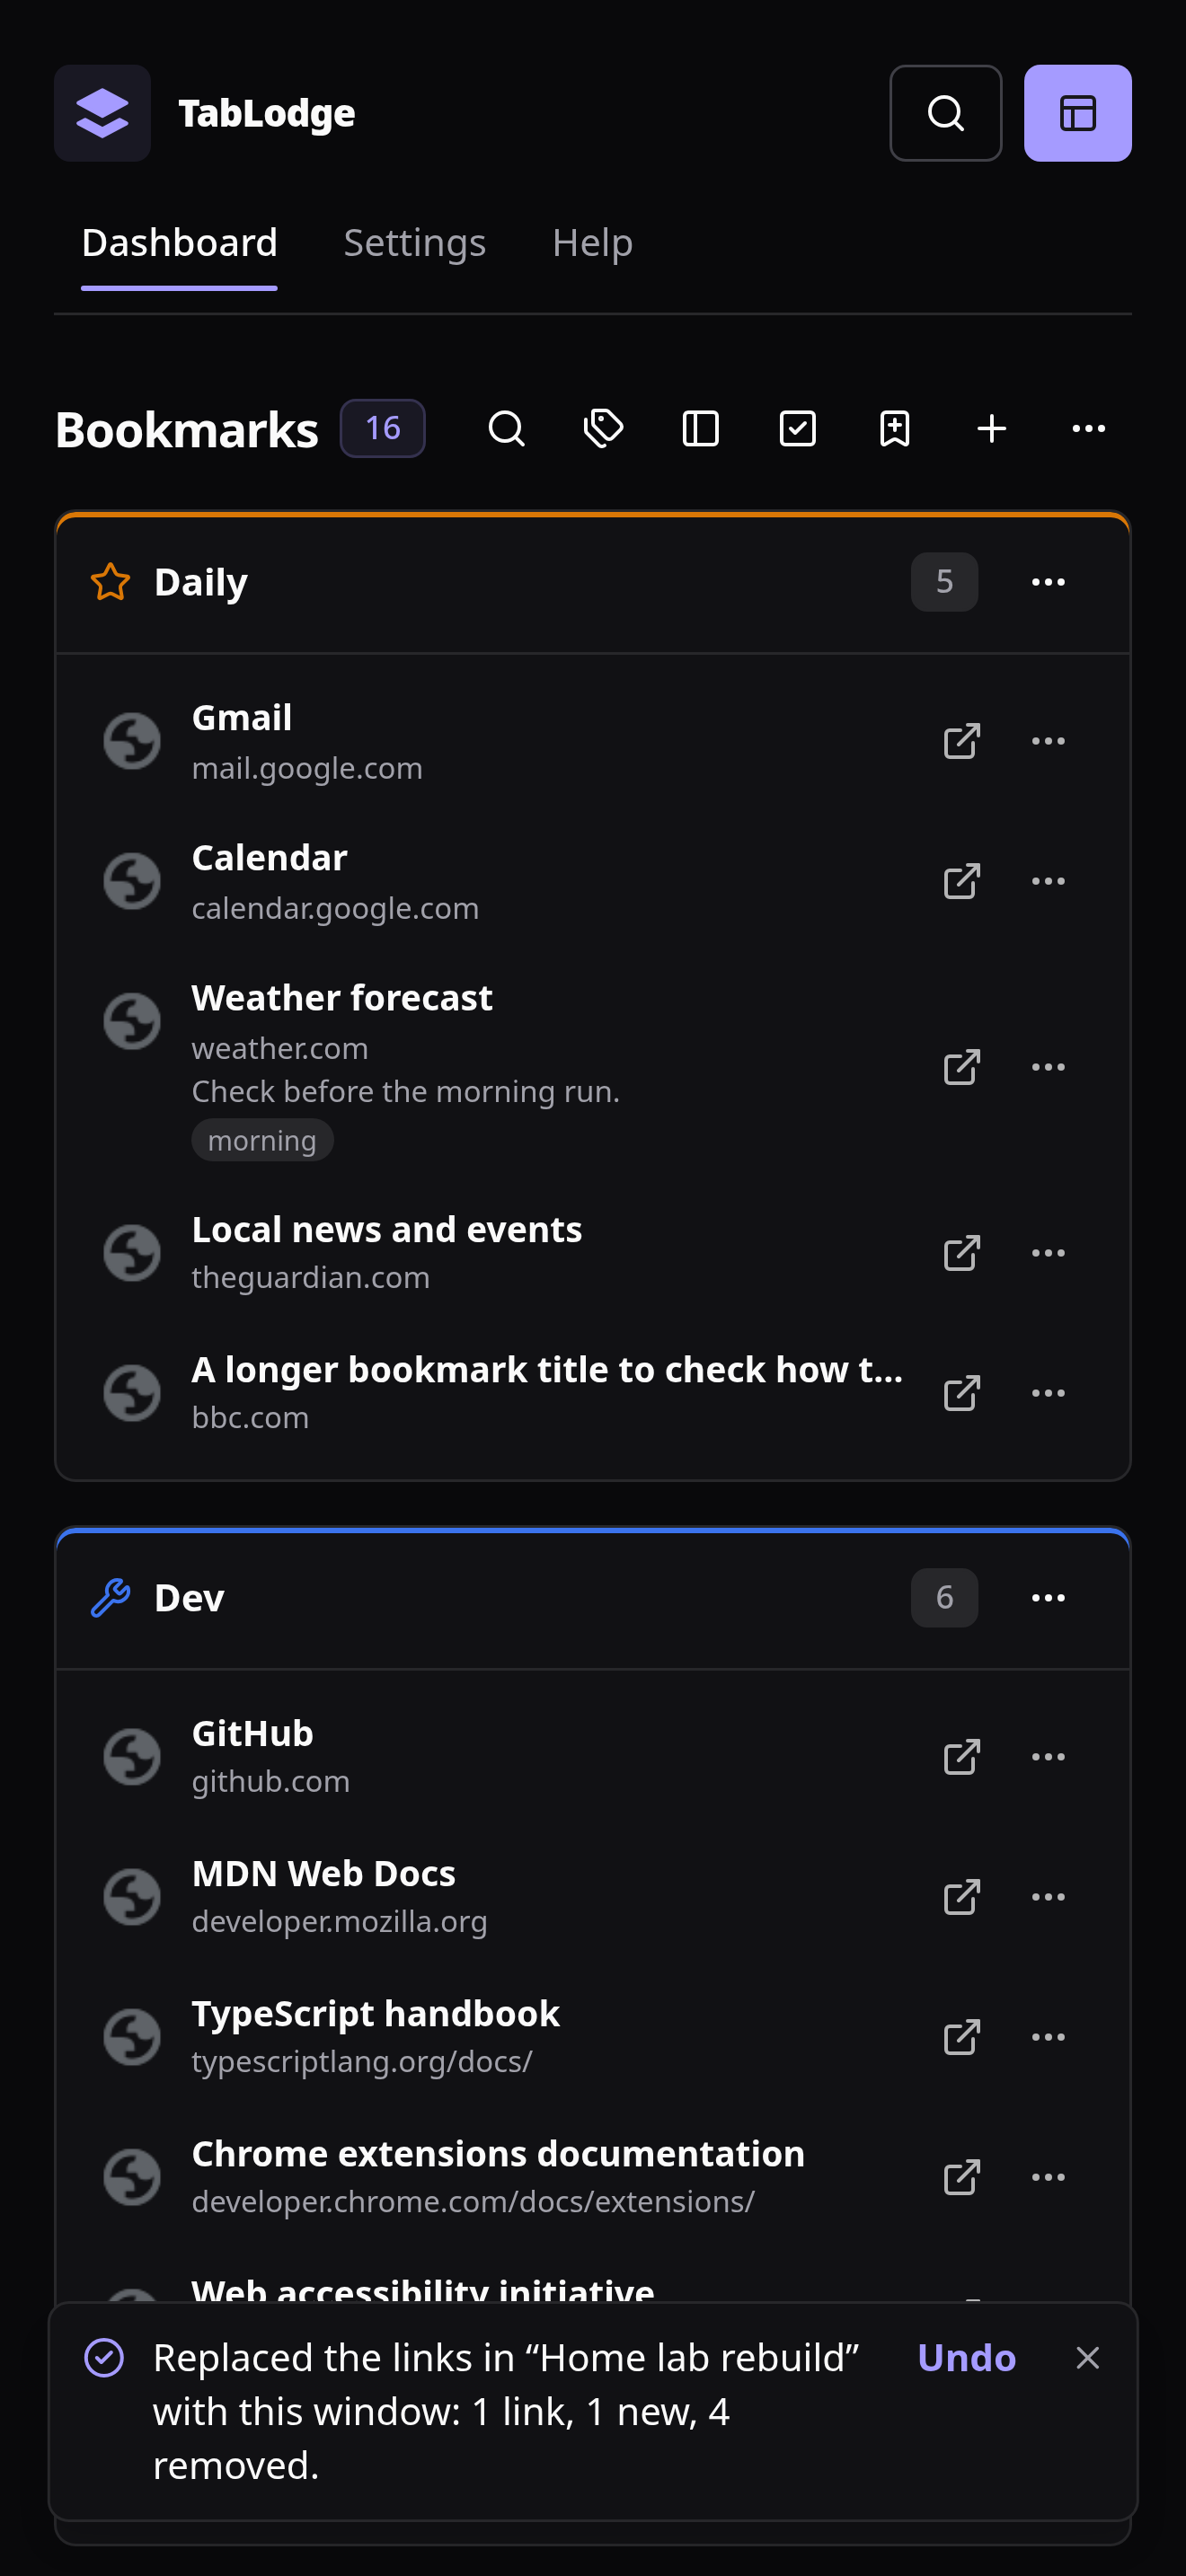 TabLodge
Dashboard Settings Help
Bookmarks 16
Daily 5
Gmail
mail.google.com
Calendar
calendar.google.com
Weather forecast
weather.com
Check before the morning run.
morning
Local news and events
theguardian.com
A longer bookmark title to check how t...
bbc.com
Dev 6
GitHub
github.com
MDN Web Docs
developer.mozilla.org
TypeScript handbook
typescriptlang.org/docs/
Chrome extensions documentation
developer.chrome.com/docs/extensions/
Web accessibility initiative
Replaced the links in “Home lab rebuild” Undo
with this window: 1 link, 1 new, 4
removed.